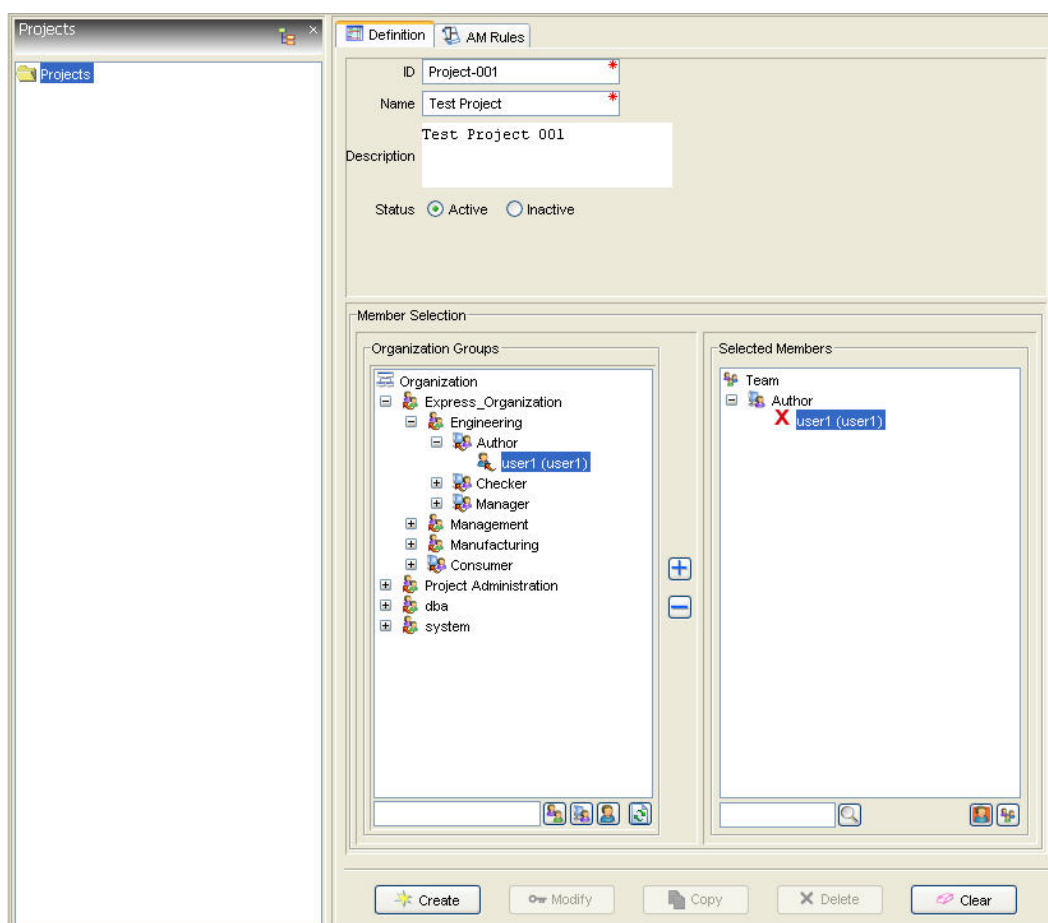 Projects
Projects
Definition
AM Rules
ID Project-001 *
Name Test Project *
Description Test Project 001
Status Active Inactive
Member Selection
Organization Groups
Organization
Express_Organization
Engineering
Author
user1 (user1)
Checker
Manager
Management
Manufacturing
Consumer
Project Administration
dba
system
Selected Members
Team
Author
X user1 (user1)
Create
Modify
Copy
Delete
Clear